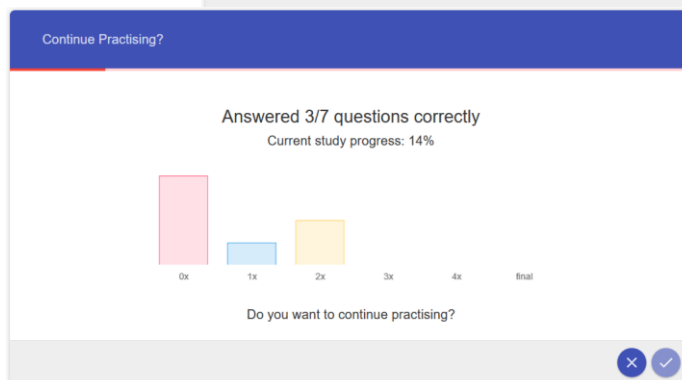 Continue Practising?
Answered 3/7 questions correctly
Current study progress: 14%
0x 1x 2x 3x 4x final
Do you want to continue practising?